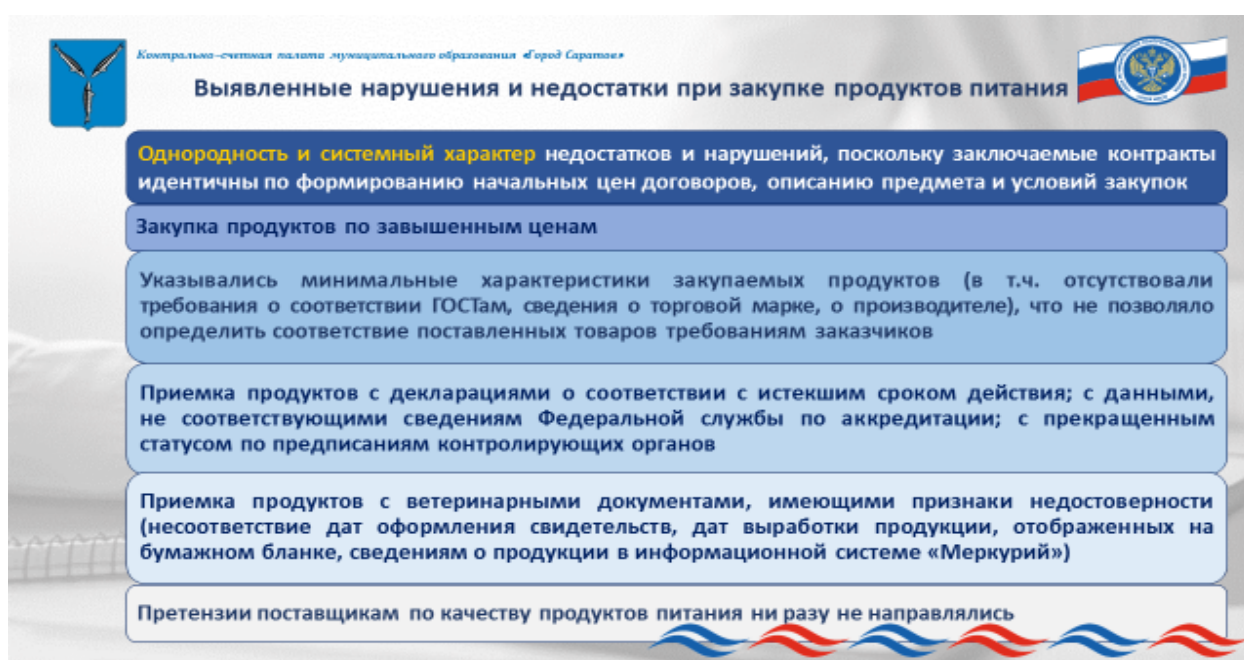 Контрольно-счетная палата муниципального образования «Город Саратов»
Выявленные нарушения и недостатки при закупке продуктов питания
Однородность и системный характер недостатков и нарушений, поскольку заключаемые контракты
идентичны по формированию начальных цен договоров, описанию предмета и условий закупок
Закупка продуктов по завышенным ценам
Указывались минимальные характеристики закупаемых продуктов (в т.ч. отсутствовали
требования о соответствии ГОСТам, сведения о торговой марке, о производителе), что не позволяло
определить соответствие поставленных товаров требованиям заказчиков
Приемка продуктов с декларациями о соответствии с истекшим сроком действия; с данными,
не соответствующими сведениям Федеральной службы по аккредитации; с прекращенным
статусом по предписаниям контролирующих органов
Приемка продуктов с ветеринарными документами, имеющими признаки недостоверности
(несоответствие дат оформления свидетельств, дат выработки продукции, отображенных на
бумажном бланке, сведениям о продукции в информационной системе «Меркурий»)
Претензии поставщикам по качеству продуктов питания ни разу не направлялись